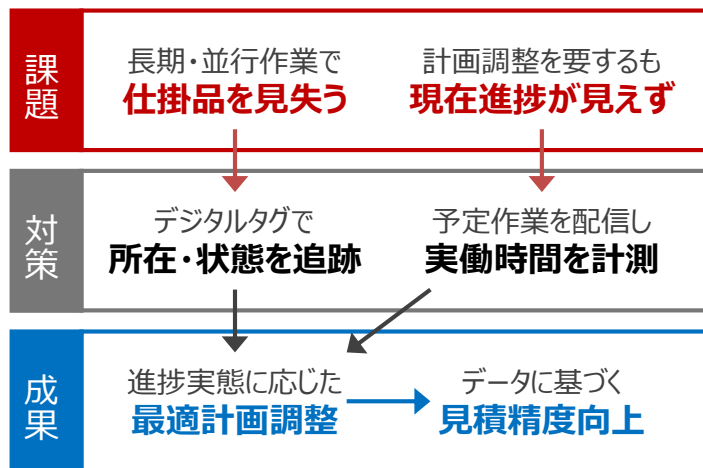 課題
長期・並行作業で
仕掛品を見失う
計画調整を要するも
現在進捗が見えず
対策
デジタルタグで
所在・状態を追跡
予定作業を配信し
実働時間を計測
成果
進捗実態に応じた
最適計画調整
データに基づく
見積精度向上